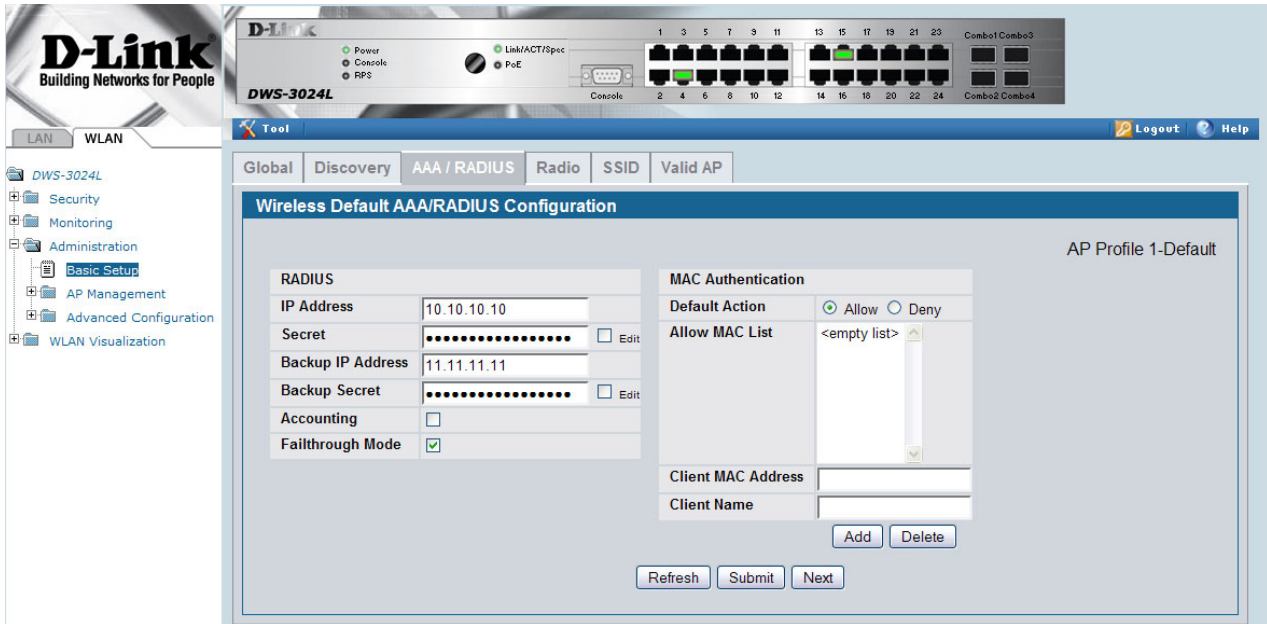 D-Link
Building Networks for People
D-Link
Power
Console
RPS
Link/ACT/Spec
PoE
Console
DWS-3024L
1 3 5 7 9 11 13 15 17 19 21 23
Combo1 Combo3
2 4 6 8 10 12 14 16 18 20 22 24
Combo2 Combo4
LAN WLAN
Tool
Logout
Help
DWS-3024L
Security
Monitoring
Administration
Basic Setup
AP Management
Advanced Configuration
WLAN Visualization
Global Discovery AAA / RADIUS Radio SSID Valid AP
Wireless Default AAA/RADIUS Configuration
AP Profile 1-Default
RADIUS
IP Address 10.10.10.10
Secret ••••••••••••••••• Edit
Backup IP Address 11.11.11.11
Backup Secret ••••••••••••••••• Edit
Accounting
Failthrough Mode
MAC Authentication
Default Action Allow Deny
Allow MAC List <empty list>
Client MAC Address
Client Name
Add Delete
Refresh Submit Next